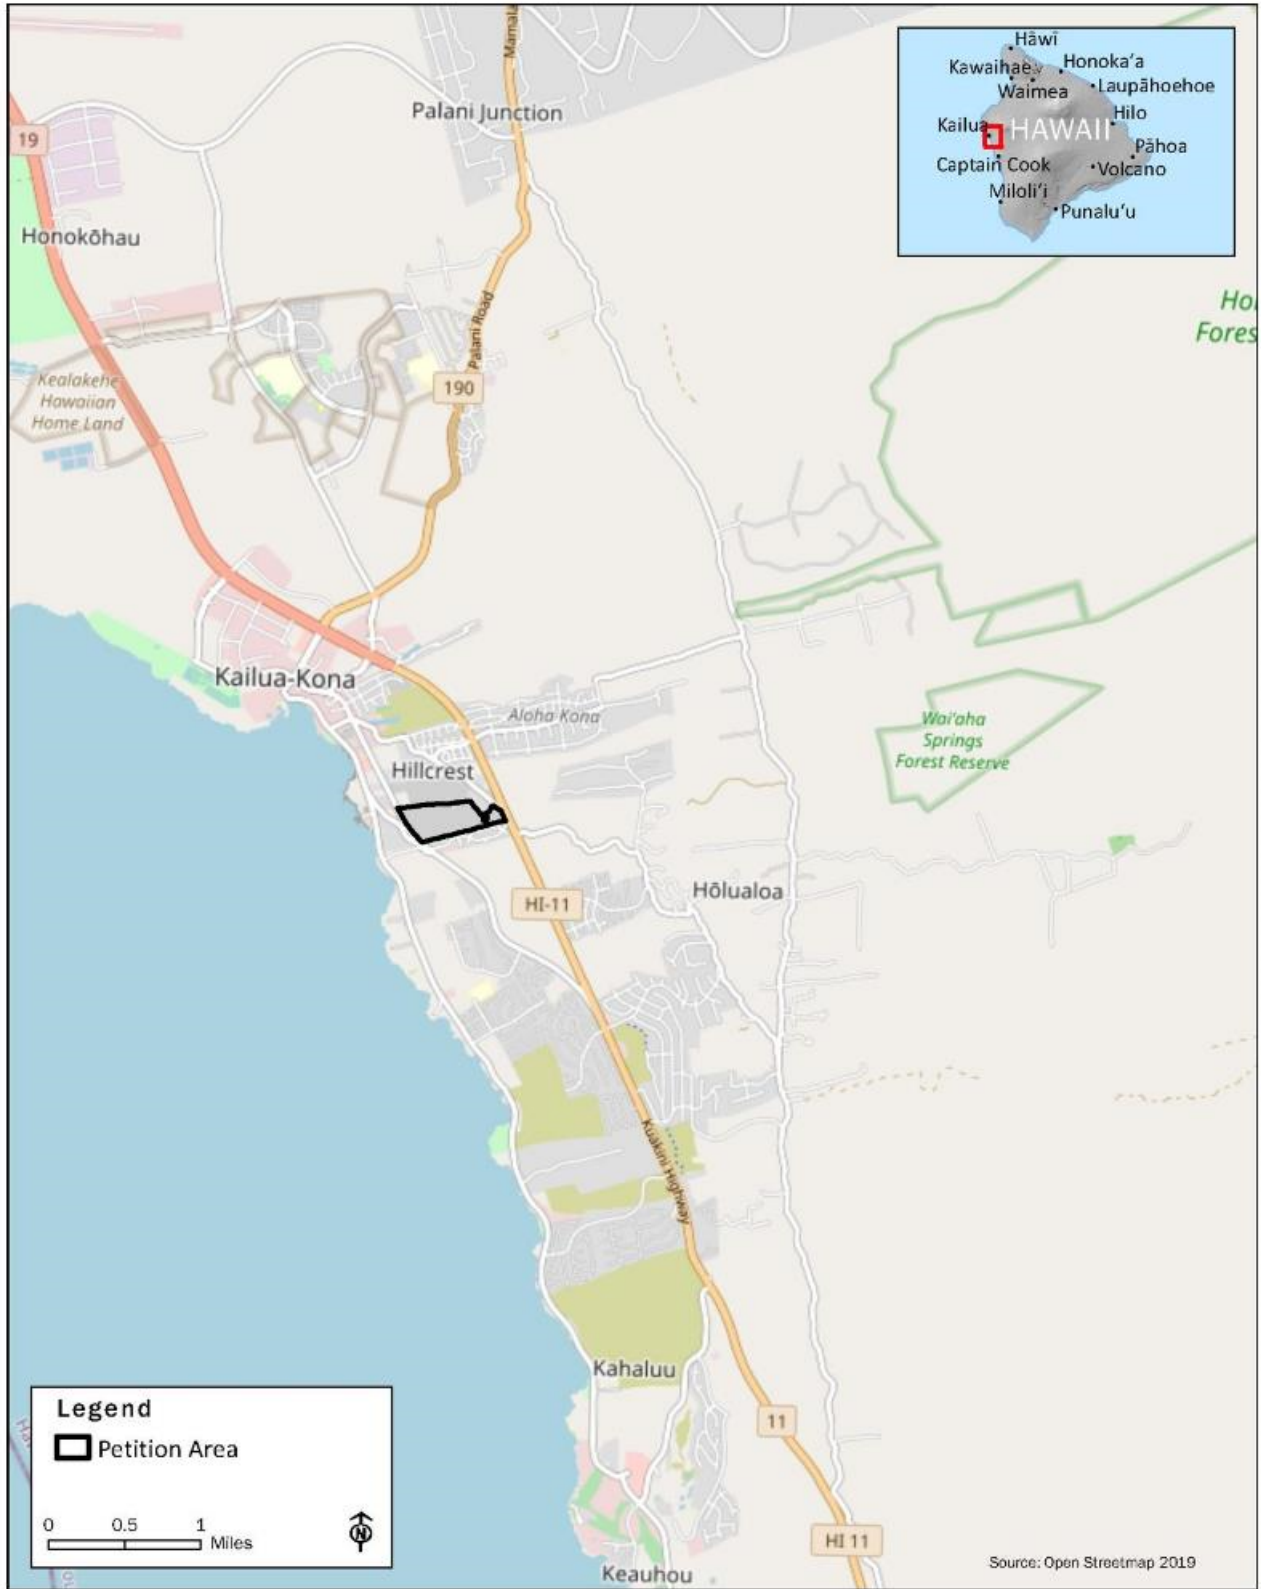 Mamala
Hāwī
Kawaihae
Honoka'a
Waimea
Laupāhoehoe
Kailua
HAWAII
Hilo
Pāhoa
Captain Cook
Volcano
Miloli'i
Punalu'u
Palani Junction
19
Honokōhau
Palani Road
190
Kealakehe
Hawaiian
Home Land
Hol
Fores
Kailua-Kona
Aloha Kona
Wai'aha
Springs
Forest Reserve
Hillcrest
HI-11
Hōlualoa
Kuakini Highway
Kahaluu
11
HI 11
Keauhou
Legend
Petition Area
0 0.5 1
Miles
N
Source: Open Streetmap 2019